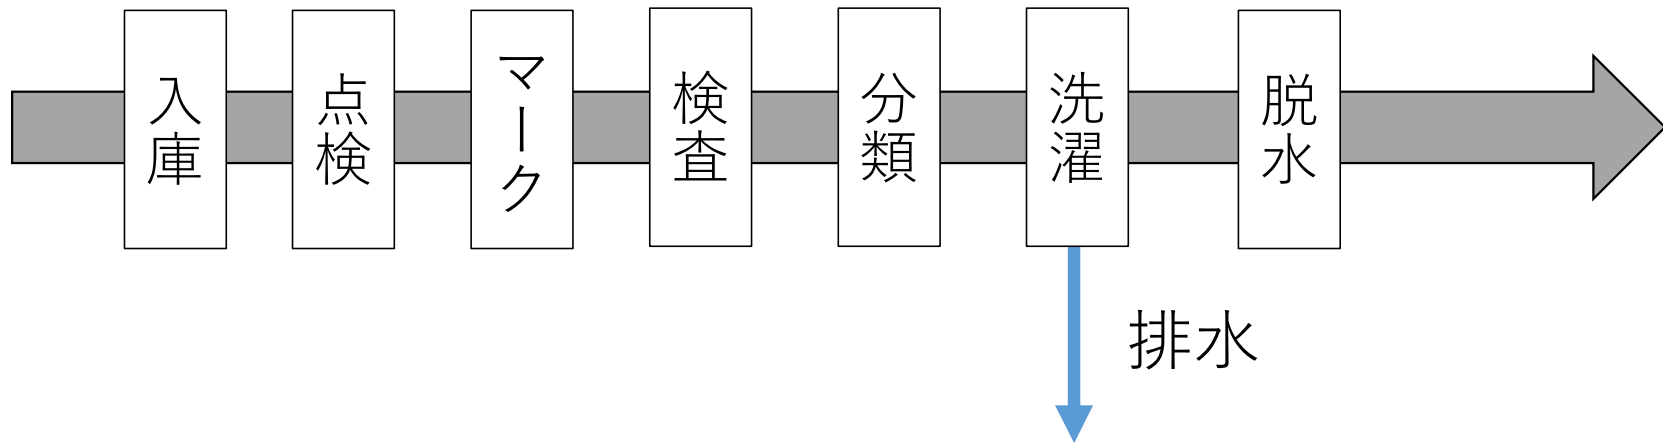 入庫
点検
マーク
検査
分類
洗濯
脱水
排水